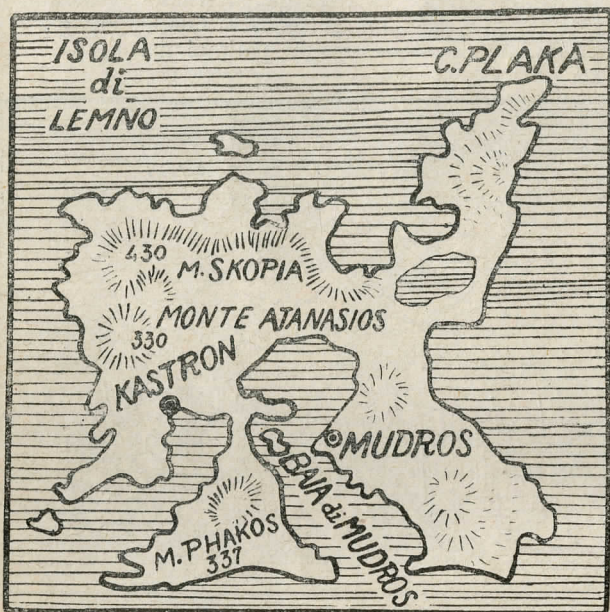 ISOLA
di
LEMNO
C. PLAKA
430
M. SKOPIA
MONTE ATANASIOS
330
KASTRON
MUDROS
BAIA di MUDROS
M. PHAKOS
337